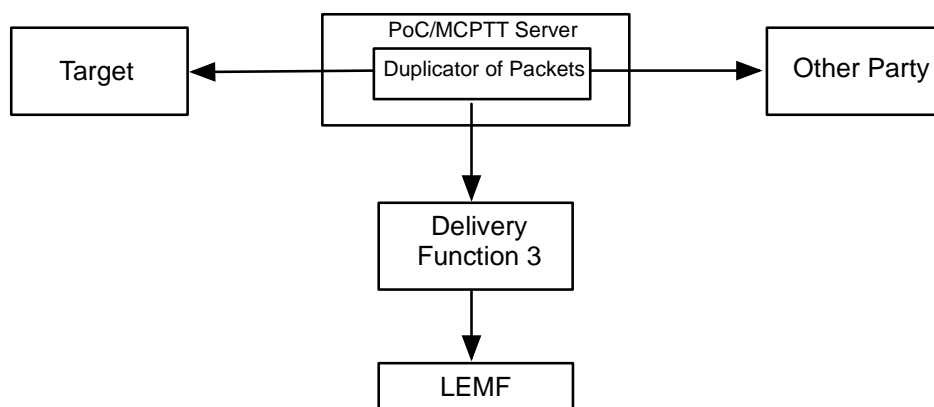 PoC/MCPTT Server
Target
Duplicator of Packets
Other Party
Delivery
Function 3
LEMF